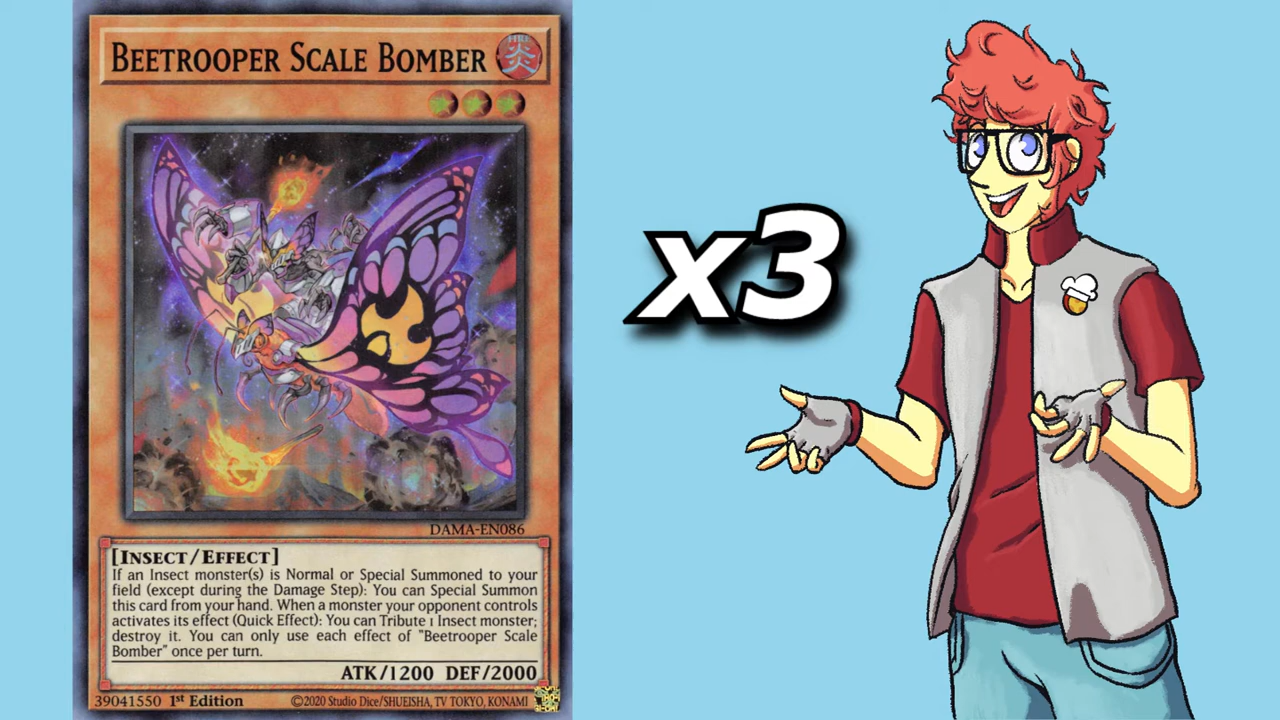 BEETROOPER SCALE BOMBER
炎
DAMA-EN086
[INSECT/EFFECT]
If an Insect monster(s) is Normal or Special Summoned to your
field (except during the Damage Step): You can Special Summon
this card from your hand. When a monster your opponent controls
activates its effect (Quick Effect): You can Tribute 1 Insect monster;
destroy it. You can only use each effect of "Beetrooper Scale
Bomber" once per turn.
ATK/1200 DEF/2000
39041550 1st Edition ©2020 Studio Dice/SHUEISHA, TV TOKYO, KONAMI
x3